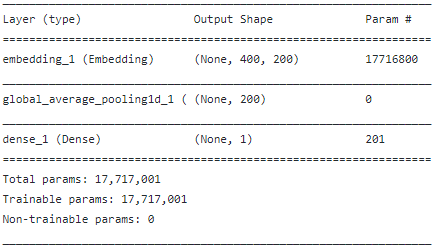 Layer (type)                 Output Shape              Param #
=================================================================
embedding_1 (Embedding)      (None, 400, 200)          17716800
_________________________________________________________________
global_average_pooling1d_1 ( (None, 200)               0
_________________________________________________________________
dense_1 (Dense)              (None, 1)                 201
=================================================================
Total params: 17,717,001
Trainable params: 17,717,001
Non-trainable params: 0
_________________________________________________________________